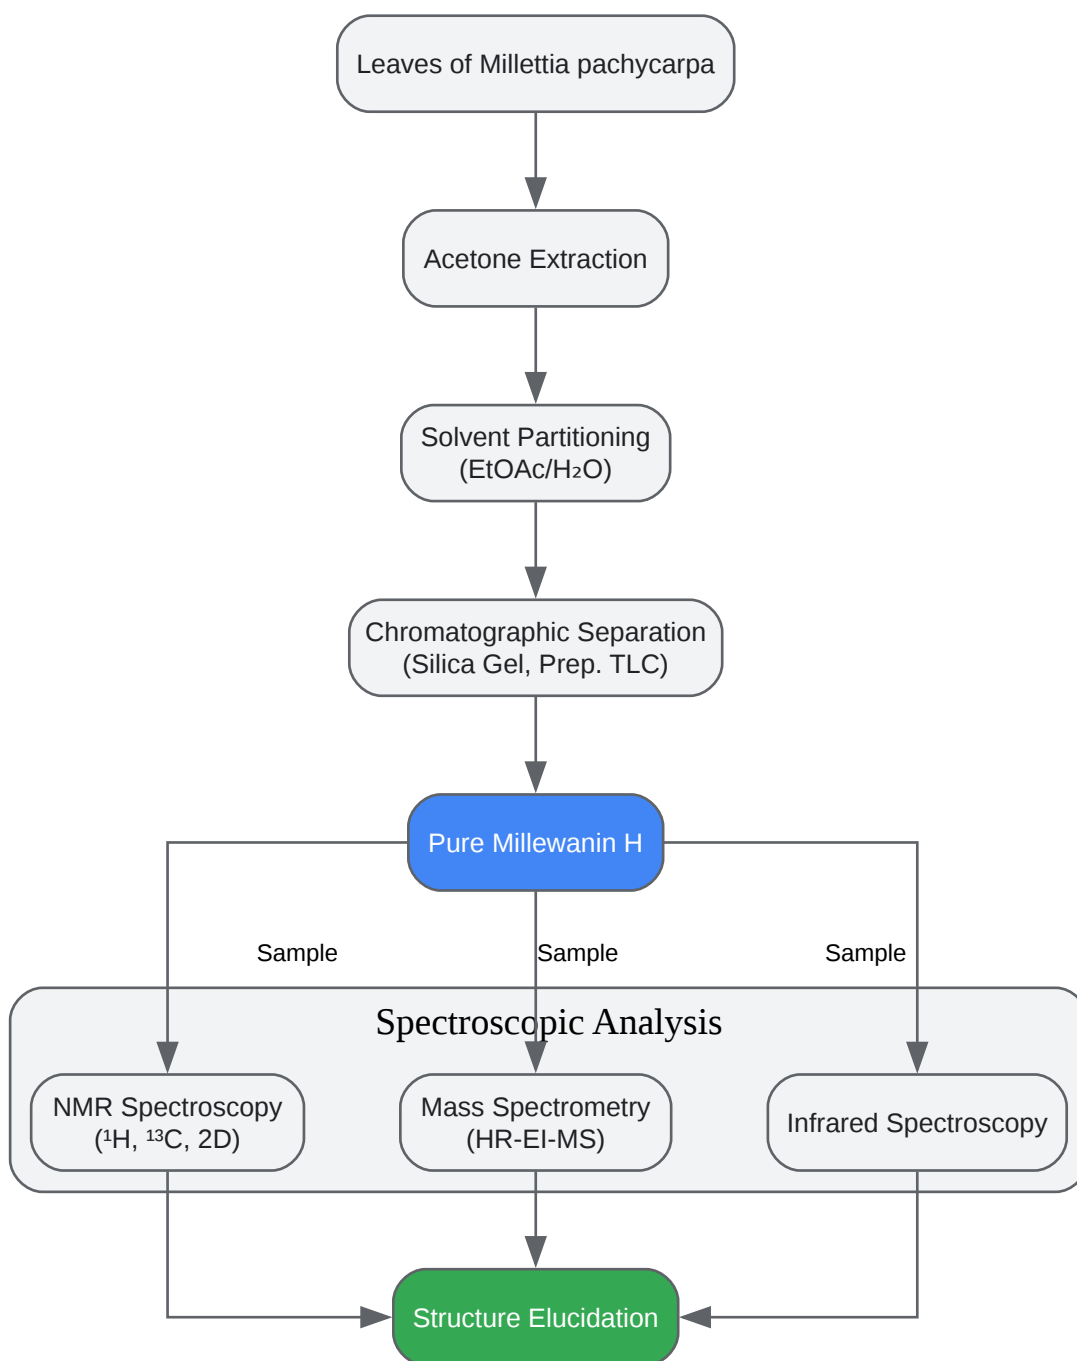 Leaves of Millettia pachycarpa
Acetone Extraction
Solvent Partitioning
(EtOAc/H₂O)
Chromatographic Separation
(Silica Gel, Prep. TLC)
Pure Millewanin H
Sample
Sample
Sample
Spectroscopic Analysis
NMR Spectroscopy
(¹H, ¹³C, 2D)
Mass Spectrometry
(HR-EI-MS)
Infrared Spectroscopy
Structure Elucidation